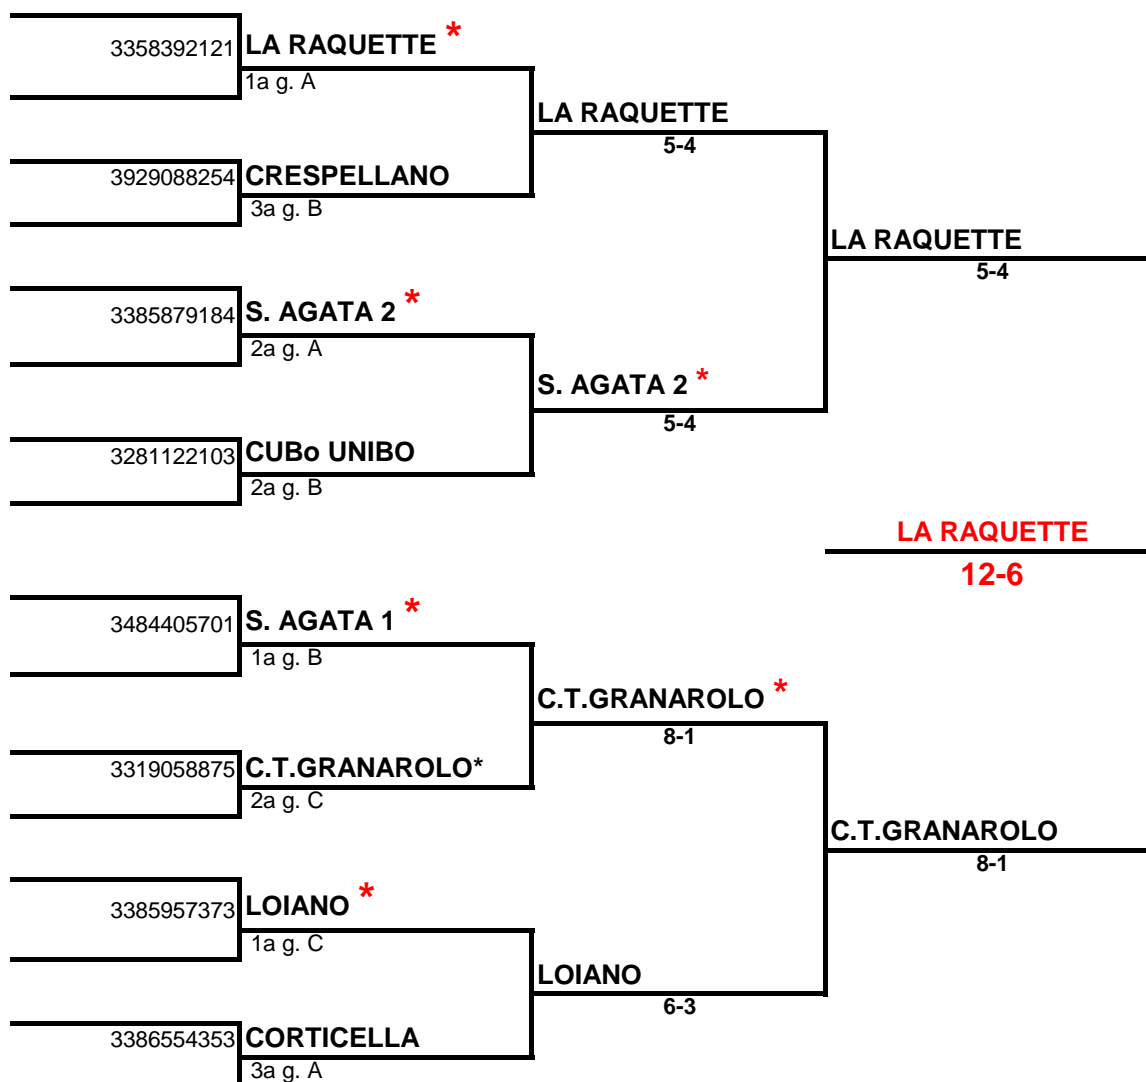 3358392121 LA RAQUETTE *
1a g. A
LA RAQUETTE
5-4
3929088254 CRESPELLANO
3a g. B
LA RAQUETTE
5-4
3385879184 S. AGATA 2 *
2a g. A
S. AGATA 2 *
5-4
3281122103 CUBo UNIBO
2a g. B
LA RAQUETTE
12-6
3484405701 S. AGATA 1 *
1a g. B
C.T.GRANAROLO *
8-1
3319058875 C.T.GRANAROLO*
2a g. C
C.T.GRANAROLO
8-1
3385957373 LOIANO *
1a g. C
LOIANO
6-3
3386554353 CORTICELLA
3a g. A